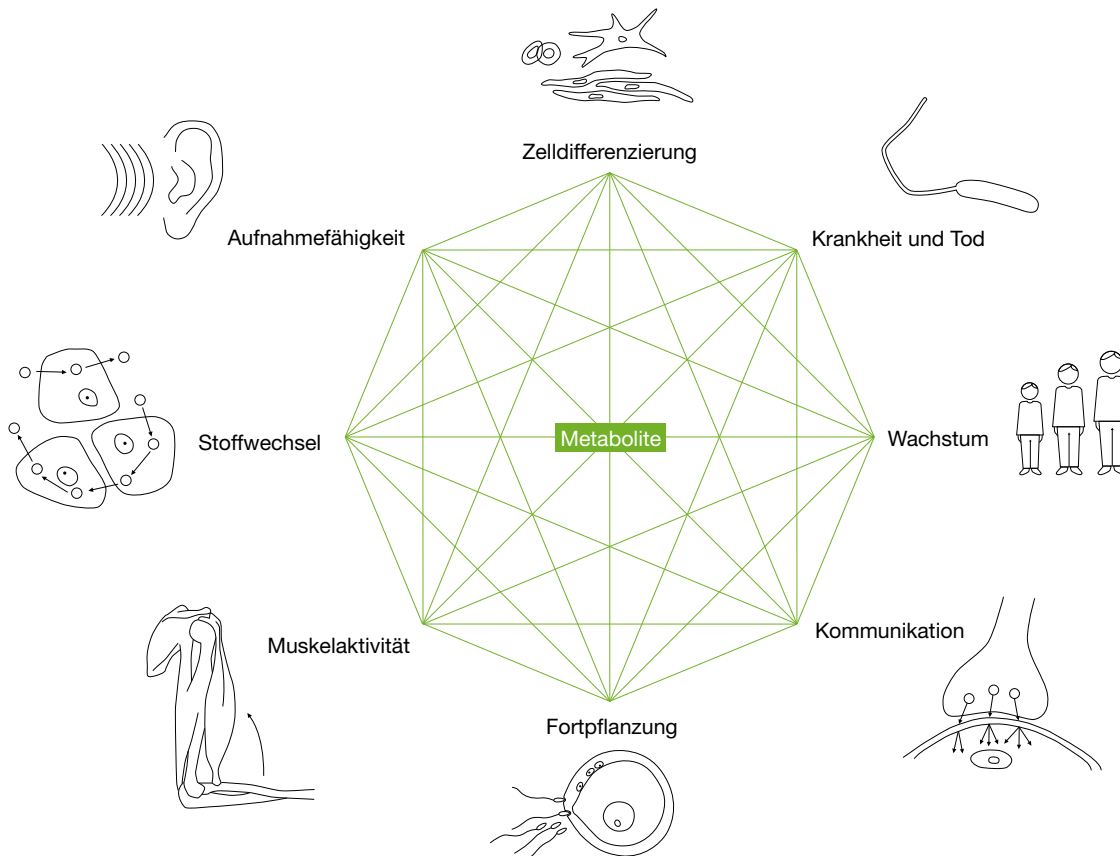 Zelldifferenzierung
Aufnahmefähigkeit
Krankheit und Tod
Stoffwechsel
Metabolite
Wachstum
Muskelaktivität
Kommunikation
Fortpflanzung